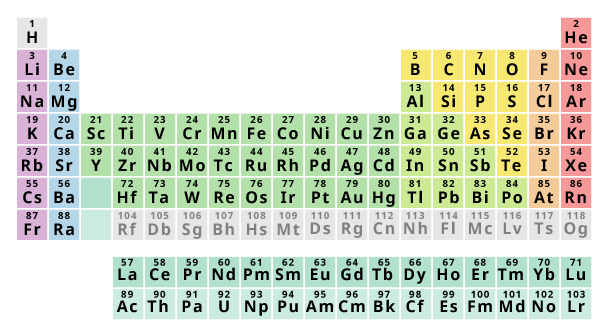 1 2
H He
3 4 5 6 7 8 9 10
Li Be B C N O F Ne
11 12 13 14 15 16 17 18
Na Mg Al Si P S Cl Ar
19 20 21 22 23 24 25 26 27 28 29 30 31 32 33 34 35 36
K Ca Sc Ti V Cr Mn Fe Co Ni Cu Zn Ga Ge As Se Br Kr
37 38 39 40 41 42 43 44 45 46 47 48 49 50 51 52 53 54
Rb Sr Y Zr Nb Mo Tc Ru Rh Pd Ag Cd In Sn Sb Te I Xe
55 56 72 73 74 75 76 77 78 79 80 81 82 83 84 85 86
Cs Ba Hf Ta W Re Os Ir Pt Au Hg Tl Pb Bi Po At Rn
87 88 104 105 106 107 108 109 110 111 112 113 114 115 116 117 118
Fr Ra Rf Db Sg Bh Hs Mt Ds Rg Cn Nh Fl Mc Lv Ts Og
57 58 59 60 61 62 63 64 65 66 67 68 69 70 71
La Ce Pr Nd Pm Sm Eu Gd Tb Dy Ho Er Tm Yb Lu
89 90 91 92 93 94 95 96 97 98 99 100 101 102 103
Ac Th Pa U Np Pu Am Cm Bk Cf Es Fm Md No Lr